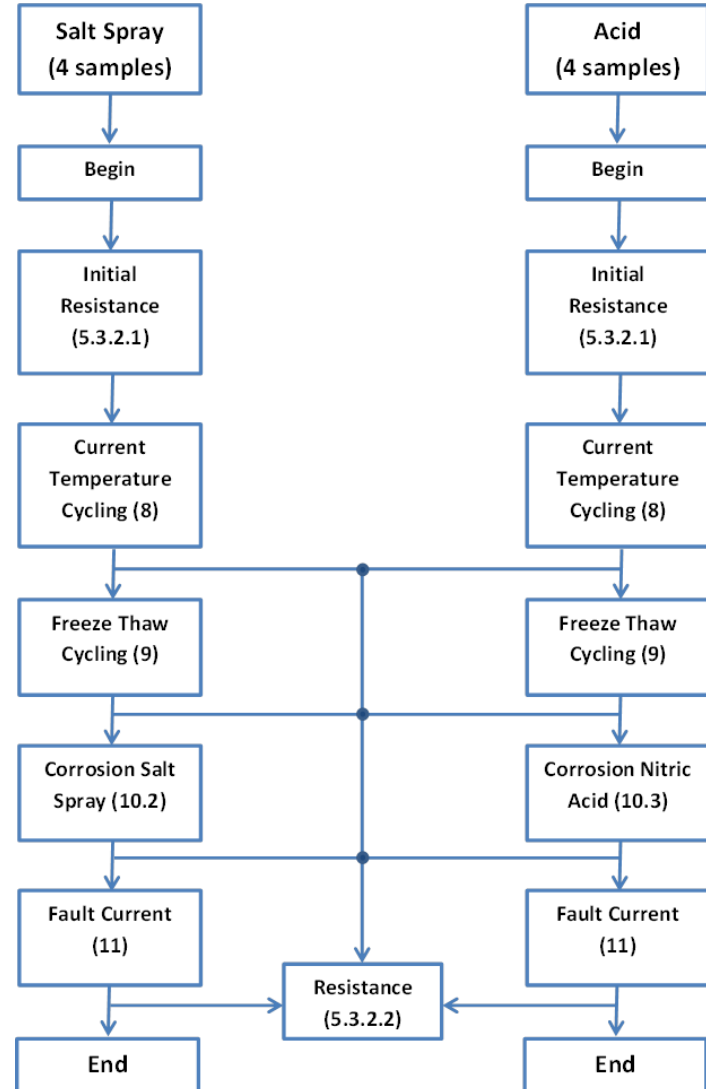 Salt Spray
(4 samples)
Acid
(4 samples)
Begin
Begin
Initial
Resistance
(5.3.2.1)
Initial
Resistance
(5.3.2.1)
Current
Temperature
Cycling (8)
Current
Temperature
Cycling (8)
Freeze Thaw
Cycling (9)
Freeze Thaw
Cycling (9)
Corrosion Salt
Spray (10.2)
Corrosion Nitric
Acid (10.3)
Fault Current
(11)
Fault Current
(11)
Resistance
(5.3.2.2)
End
End